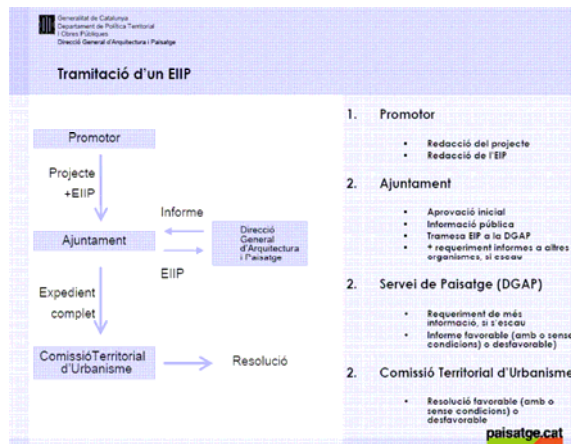 Generalitat de Catalunya
Departament de Política Territorial
i Obres Públiques
Direcció General d'Arquitectura i Paisatge
Tramitació d'un EIIP
Promotor
Projecte
+EIIP
Informe
Ajuntament
Direcció
General
d'Arquitectura
i Paisatge
EIIP
Expedient
complet
ComissióTerritorial
d'Urbanisme
Resolució
1. Promotor
• Redacció del projecte
• Redacció de l'EIP
2. Ajuntament
• Aprovació inicial
• Informació pública
• Tramesa EIP a la DGAP
• + requeriment informes a altres
organismes, si escau
2. Servei de Paisatge (DGAP)
• Requeriment de més
informació, si s'escau
• Informe favorable (amb o sense
condicions) o desfavorable)
2. Comissió Territorial d'Urbanisme
• Resolució favorable (amb o
sense condicions) o
desfavorable
paisatge.cat